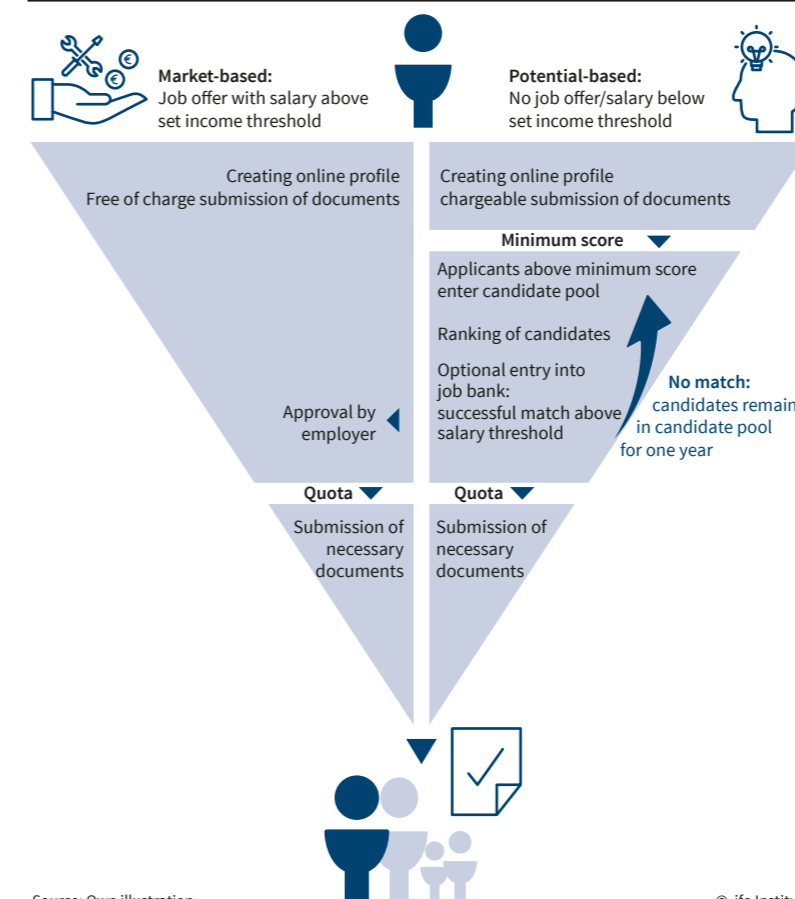 Market-based:
Job offer with salary above
set income threshold
Potential-based:
No job offer/salary below
set income threshold
€
€
Creating online profile
Free of charge submission of documents
Creating online profile
chargeable submission of documents
Minimum score
Applicants above minimum score
enter candidate pool
Ranking of candidates
Optional entry into
job bank:
successful match above
salary threshold
No match:
candidates remain
in candidate pool
for one year
Approval by
employer
Quota
Quota
Submission of
necessary
documents
Submission of
necessary
documents
Source: Own illustration
© ifo